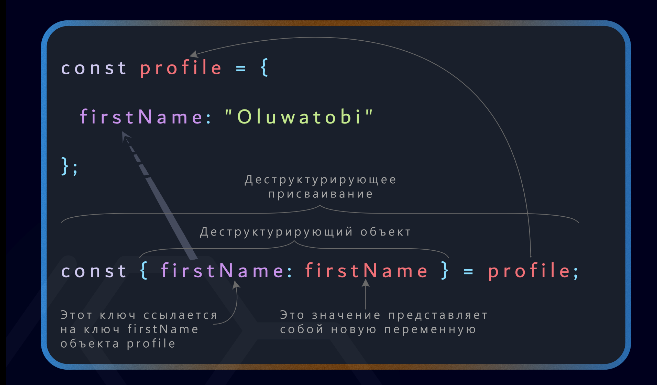 const profile = {
firstName: "Oluwatobi"
};
Деструктурирующее
присваивание
Деструктурирующий объект
const { firstName: firstName } = profile;
Этот ключ ссылается
на ключ firstName
объекта profile
Это значение представляет
собой новую переменную